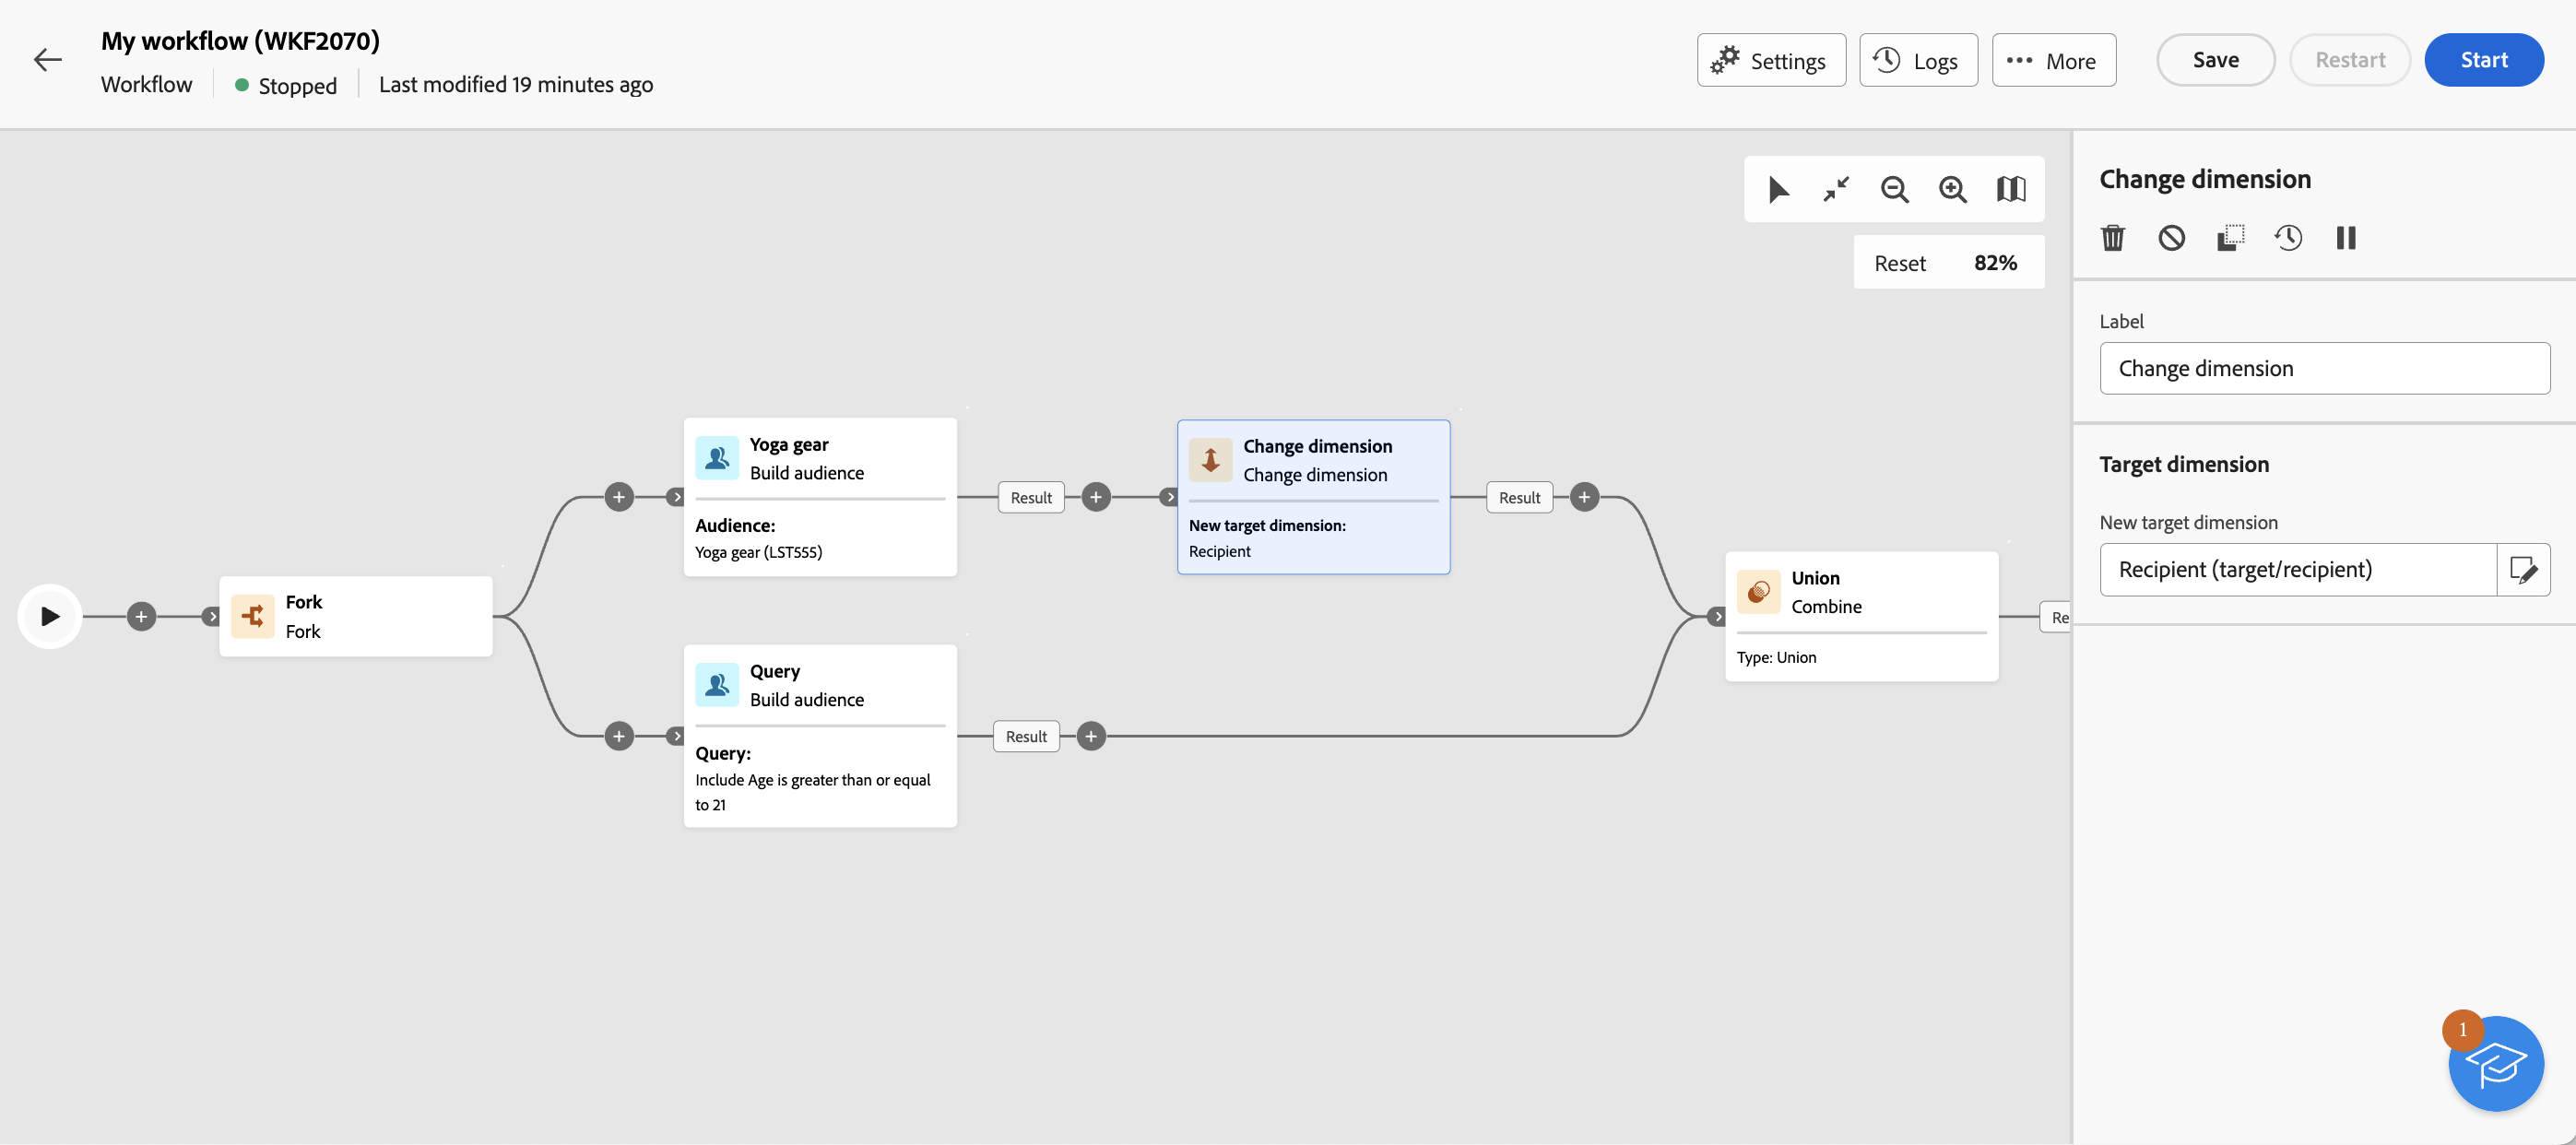 My workflow (WKF2070)
Workflow
Stopped
Last modified 19 minutes ago
Settings
Logs
More
Save
Restart
Start
Reset
82%
Fork
Fork
Yoga gear
Build audience
Audience:
Yoga gear (LST555)
Result
Change dimension
Change dimension
New target dimension:
Recipient
Result
Query
Build audience
Query:
Include Age is greater than or equal
to 21
Result
Union
Combine
Type: Union
Re
Change dimension
Label
Change dimension
Target dimension
New target dimension
Recipient (target/recipient)
1